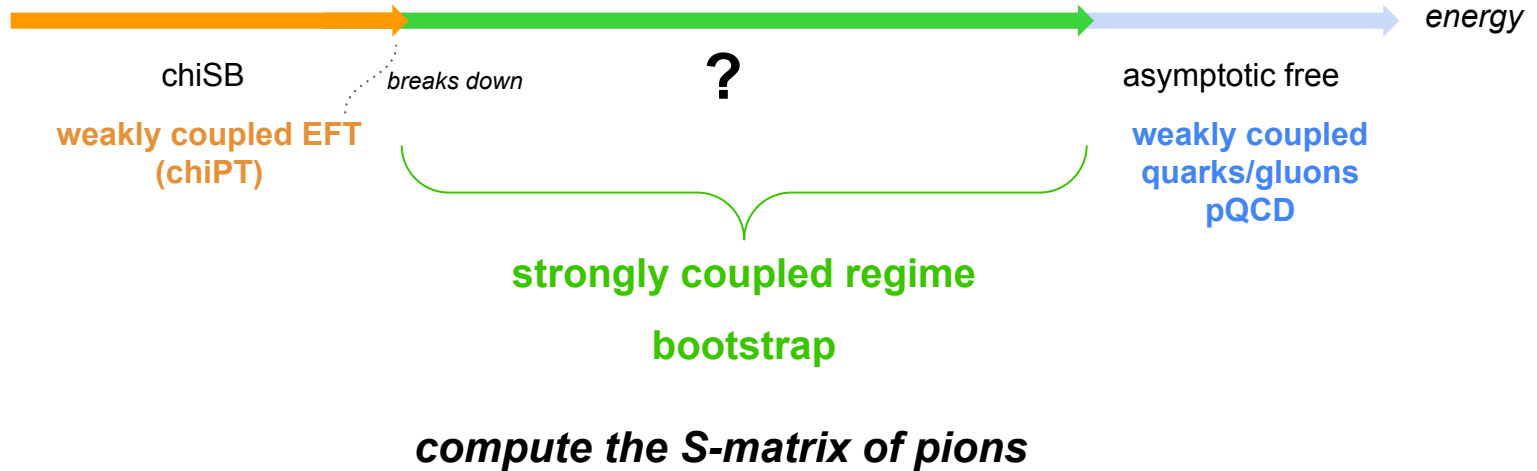 energy
chiSB
breaks down
?
asymptotic free
weakly coupled EFT
(chiPT)
weakly coupled
quarks/gluons
pQCD
strongly coupled regime
bootstrap
compute the S-matrix of pions